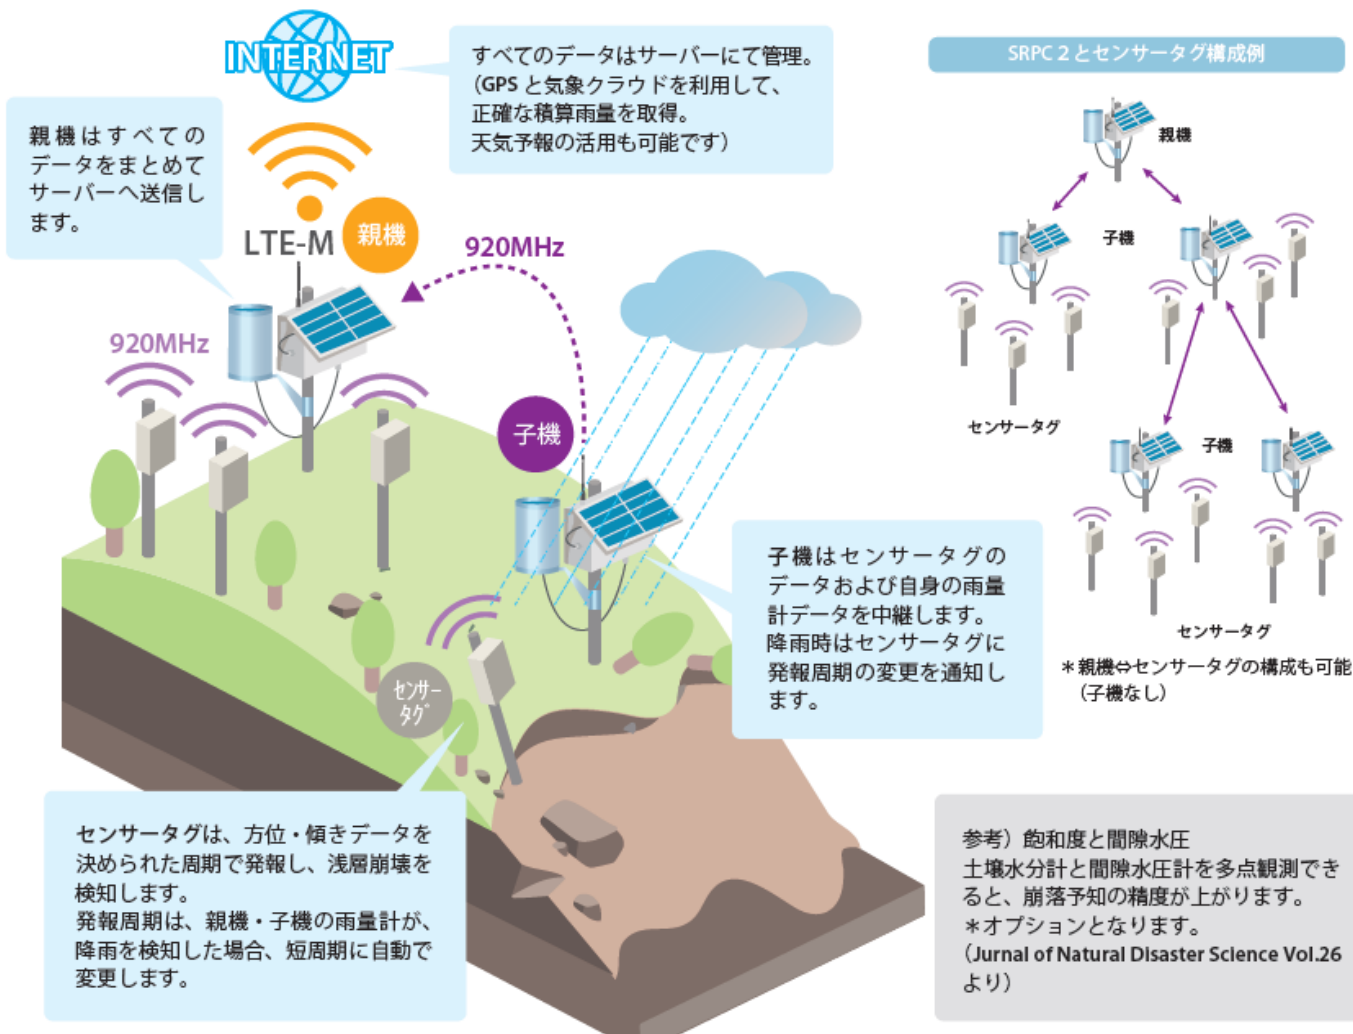 INTERNET
すべてのデータはサーバーにて管理。
（GPS と気象クラウドを利用して、
正確な積算雨量を取得。
天気予報の活用も可能です）
親機はすべての
データをまとめて
サーバーへ送信し
ます。
LTE-M
親機
920MHz
920MHz
子機
センサー
タグ
子機はセンサータグの
データおよび自身の雨量
計データを中継します。
降雨時はセンサータグに
発報周期の変更を通知し
ます。
センサータグは、方位・傾きデータを
決められた周期で発報し、浅層崩壊を
検知します。
発報周期は、親機・子機の雨量計が、
降雨を検知した場合、短周期に自動で
変更します。
SRPC 2 とセンサータグ構成例
親機
子機
センサータグ
子機
センサータグ
＊親機⇔センサータグの構成も可能
（子機なし）
参考）飽和度と間隙水圧
土壌水分計と間隙水圧計を多点観測でき
ると、崩落予知の精度が上がります。
＊オプションとなります。
（Jurnal of Natural Disaster Science Vol.26
より）